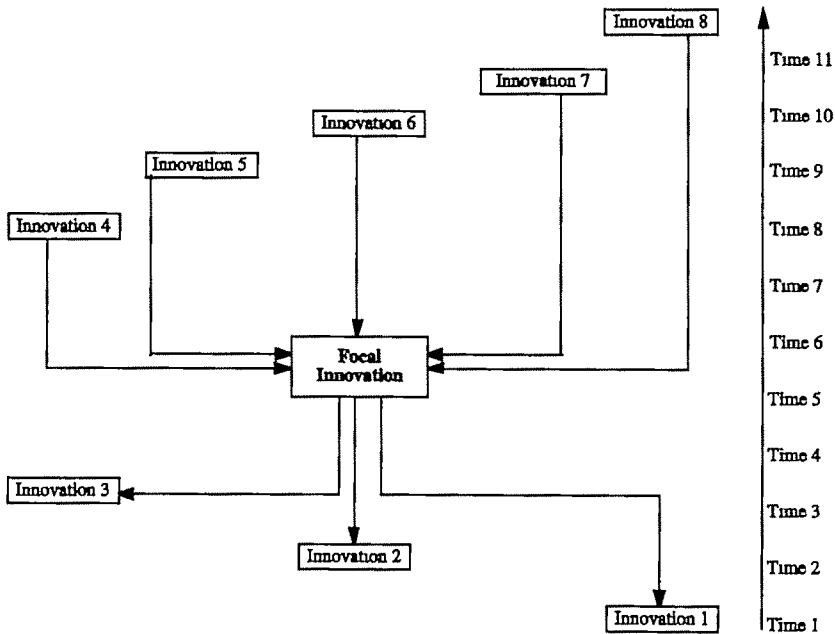 Innovation 8
Time 11
Innovation 7
Time 10
Innovation 6
Innovation 5
Time 9
Innovation 4
Time 8
Time 7
Time 6
Focal
Innovation
Time 5
Time 4
Innovation 3
Time 3
Innovation 2
Time 2
Innovation 1
Time 1